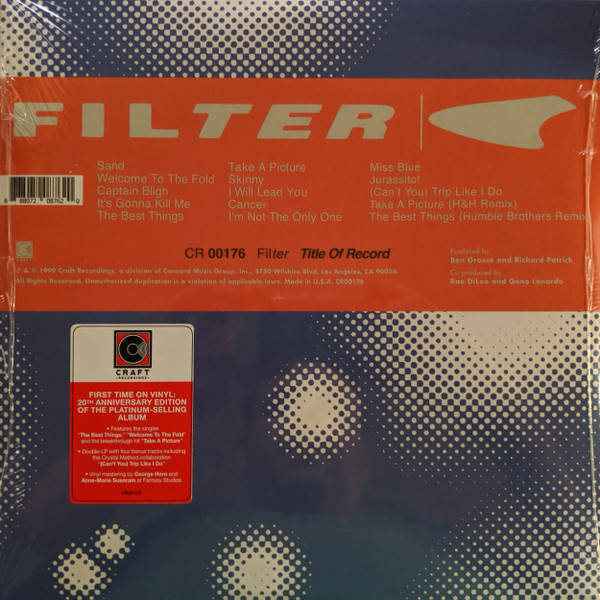 FILTER
Sand
Welcome To The Fold
Captain Bligh
It's Gonna Kill Me
The Best Things
Take A Picture
Skinny
I Will Lead You
Cancer
I'm Not The Only One
Miss Blue
Jurassitol
(Can't You) Trip Like I Do
Take A Picture (H&H Remix)
The Best Things (Humble Brothers Remix)
8 88072 08762 0
CR 00176 Filter Title Of Record
℗ & © 1999 Craft Recordings, a division of Concord Music Group, Inc., 5750 Wilshire Blvd, Los Angeles, CA 90036.
All Rights Reserved. Unauthorized duplication is a violation of applicable laws. Made in U.S.A. CR00176
Produced by
Ben Grosse and Richard Patrick
Co produced by
Rae DiLeo and Geno Lenardo
CRAFT
RECORDINGS
FIRST TIME ON VINYL:
20TH ANNIVERSARY EDITION
OF THE PLATINUM-SELLING
ALBUM
• Features the singles
"The Best Things," "Welcome To The Fold"
and the breakthrough hit "Take A Picture"
• Double-LP with four bonus tracks including
the Crystal Method collaboration
"(Can't You) Trip Like I Do"
• Vinyl mastering by George Horn and
Anne-Marie Suenram at Fantasy Studios
CR00176